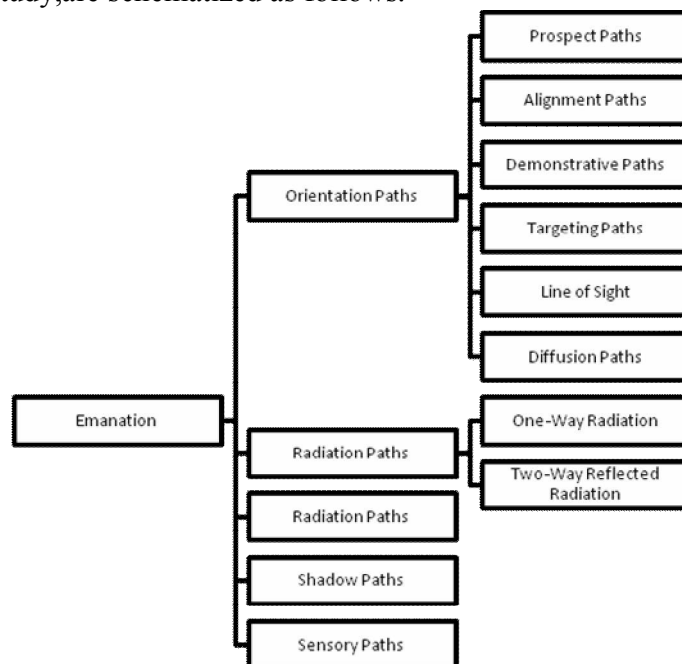 study,are schematized as follows:
Prospect Paths
Alignment Paths
Demonstrative Paths
Orientation Paths
Targeting Paths
Line of Sight
Diffusion Paths
Emanation
One-Way Radiation
Radiation Paths
Two-Way Reflected
Radiation
Radiation Paths
Shadow Paths
Sensory Paths